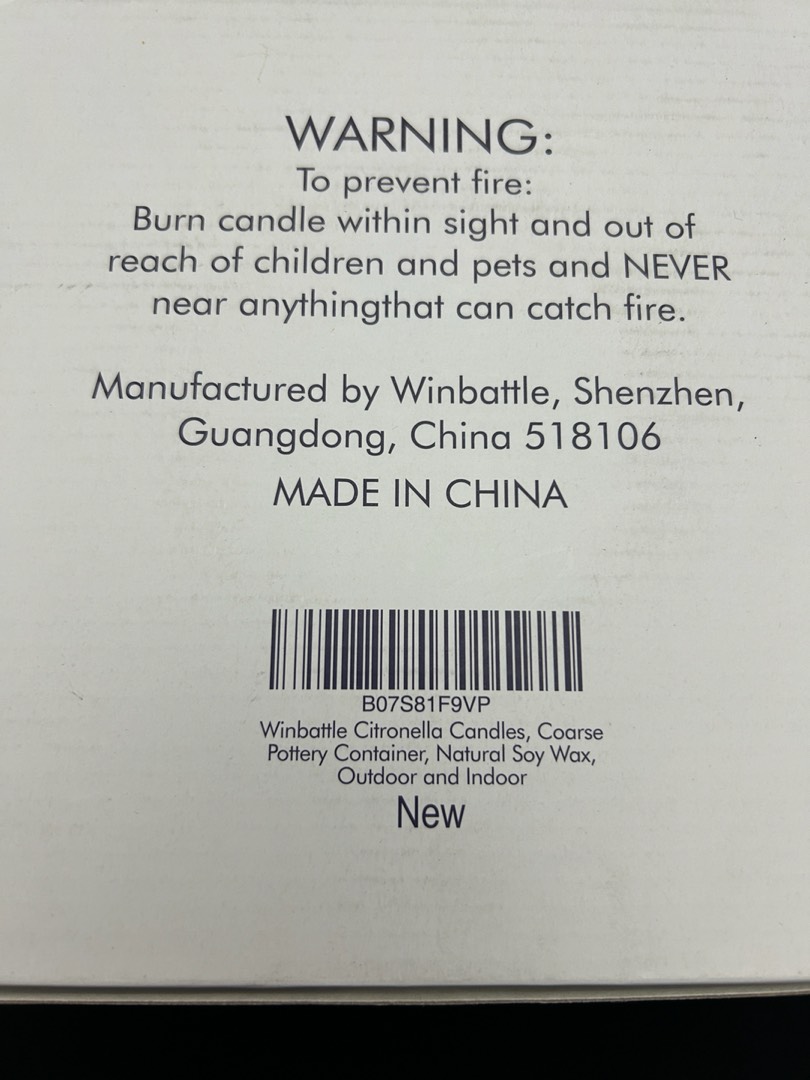 WARNING:
To prevent fire:
Burn candle within sight and out of
reach of children and pets and NEVER
near anythingthat can catch fire.
Manufactured by Winbattle, Shenzhen,
Guangdong, China 518106
MADE IN CHINA
B07S81F9VP
Winbattle Citronella Candles, Coarse
Pottery Container, Natural Soy Wax,
Outdoor and Indoor
New